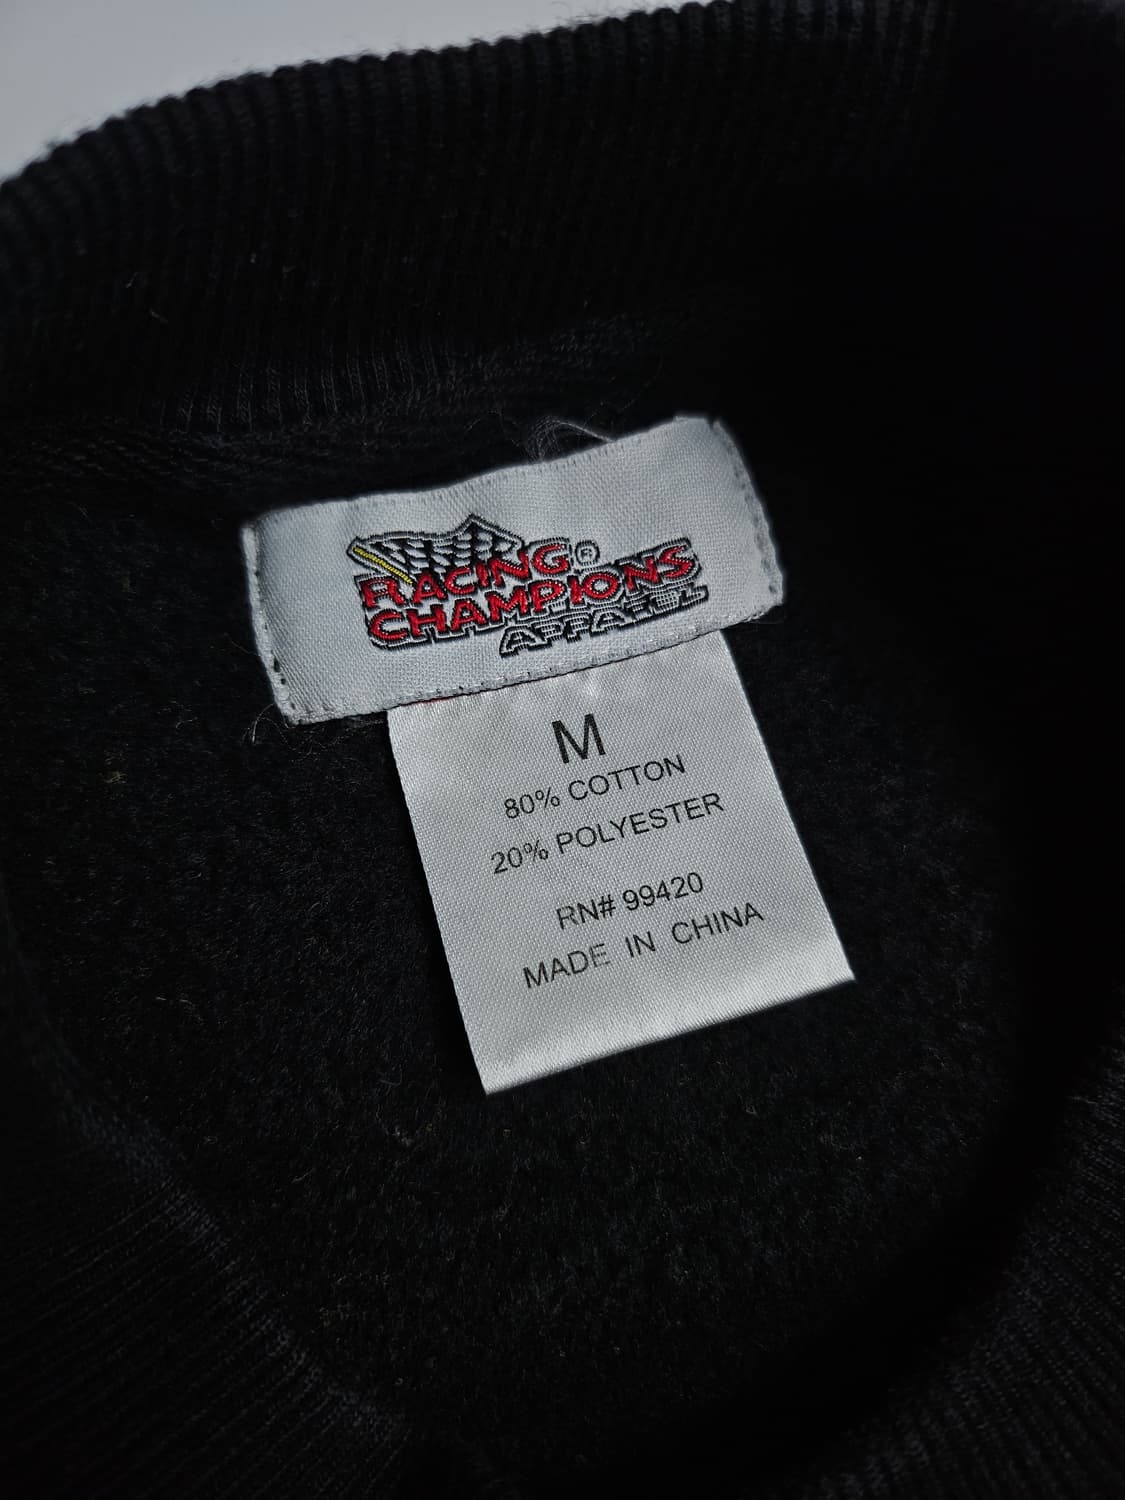 RACING®
CHAMPIONS
APPAREL
M
80% COTTON
20% POLYESTER
RN# 99420
MADE IN CHINA